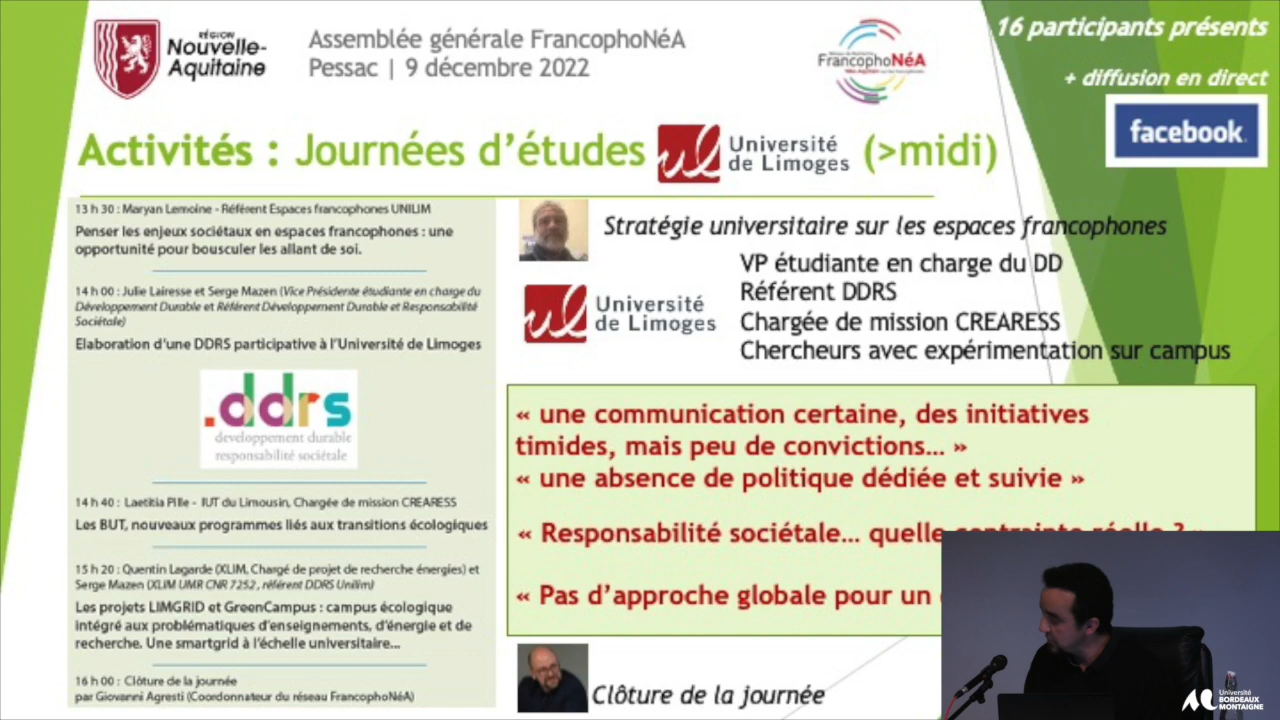 RÉGION
Nouvelle-
Aquitaine
Assemblée générale FrancophoNéA
Pessac | 9 décembre 2022
FrancophoNéA
16 participants présents
+ diffusion en direct
facebook
Activités : Journées d’études
Université
de Limoges
(>midi)
13 h 30 : Maryan Lemoine - Référent Espaces francophones UNILIM
Penser les enjeux sociétaux en espaces francophones : une
opportunité pour bousculer les allant de soi.
14 h 00 : Julie Lairesse et Serge Mazen (Vice Présidente étudiante en charge du
Développement Durable et Référent Développement Durable et Responsabilité
Sociétale)
Elaboration d’une DDRS participative à l’Université de Limoges
.ddrs
developpement durable
responsabilité sociétale
14 h 40 : Laetitia Pille - IUT du Limousin, Chargée de mission CREARESS
Les BUT, nouveaux programmes liés aux transitions écologiques
15 h 20 : Quentin Lagarde (XLIM, Chargé de projet de recherche énergies) et
Serge Mazen (XLIM UMR CNR 7252, référent DDRS Unilim)
Les projets LIMGRID et GreenCampus : campus écologique
intégré aux problématiques d’enseignements, d’énergie et de
recherche. Une smartgrid à l’échelle universitaire...
16 h 00 : Clôture de la journée
par Giovanni Agresti (Coordonnateur du réseau FrancophoNéA)
Stratégie universitaire sur les espaces francophones
Université
de Limoges
VP étudiante en charge du DD
Référent DDRS
Chargée de mission CREARESS
Chercheurs avec expérimentation sur campus
« une communication certaine, des initiatives
timides, mais peu de convictions… »
« une absence de politique dédiée et suivie »
« Responsabilité sociétale… quelle contrainte réelle ? »
« Pas d’approche globale pour un
Clôture de la journée
Université
BORDEAUX
MONTAIGNE